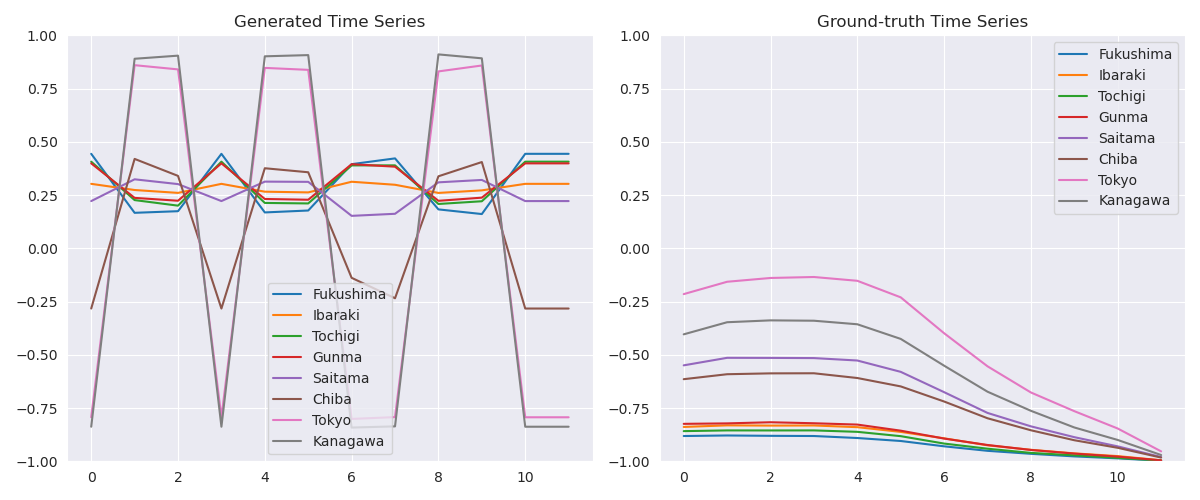 Generated Time Series
1.00
0.75
0.50
0.25
0.00
−0.25
−0.50
−0.75
−1.00
0 2 4 6 8 10
Fukushima
Ibaraki
Tochigi
Gunma
Saitama
Chiba
Tokyo
Kanagawa
Ground-truth Time Series
1.00
0.75
0.50
0.25
0.00
−0.25
−0.50
−0.75
−1.00
0 2 4 6 8 10
Fukushima
Ibaraki
Tochigi
Gunma
Saitama
Chiba
Tokyo
Kanagawa